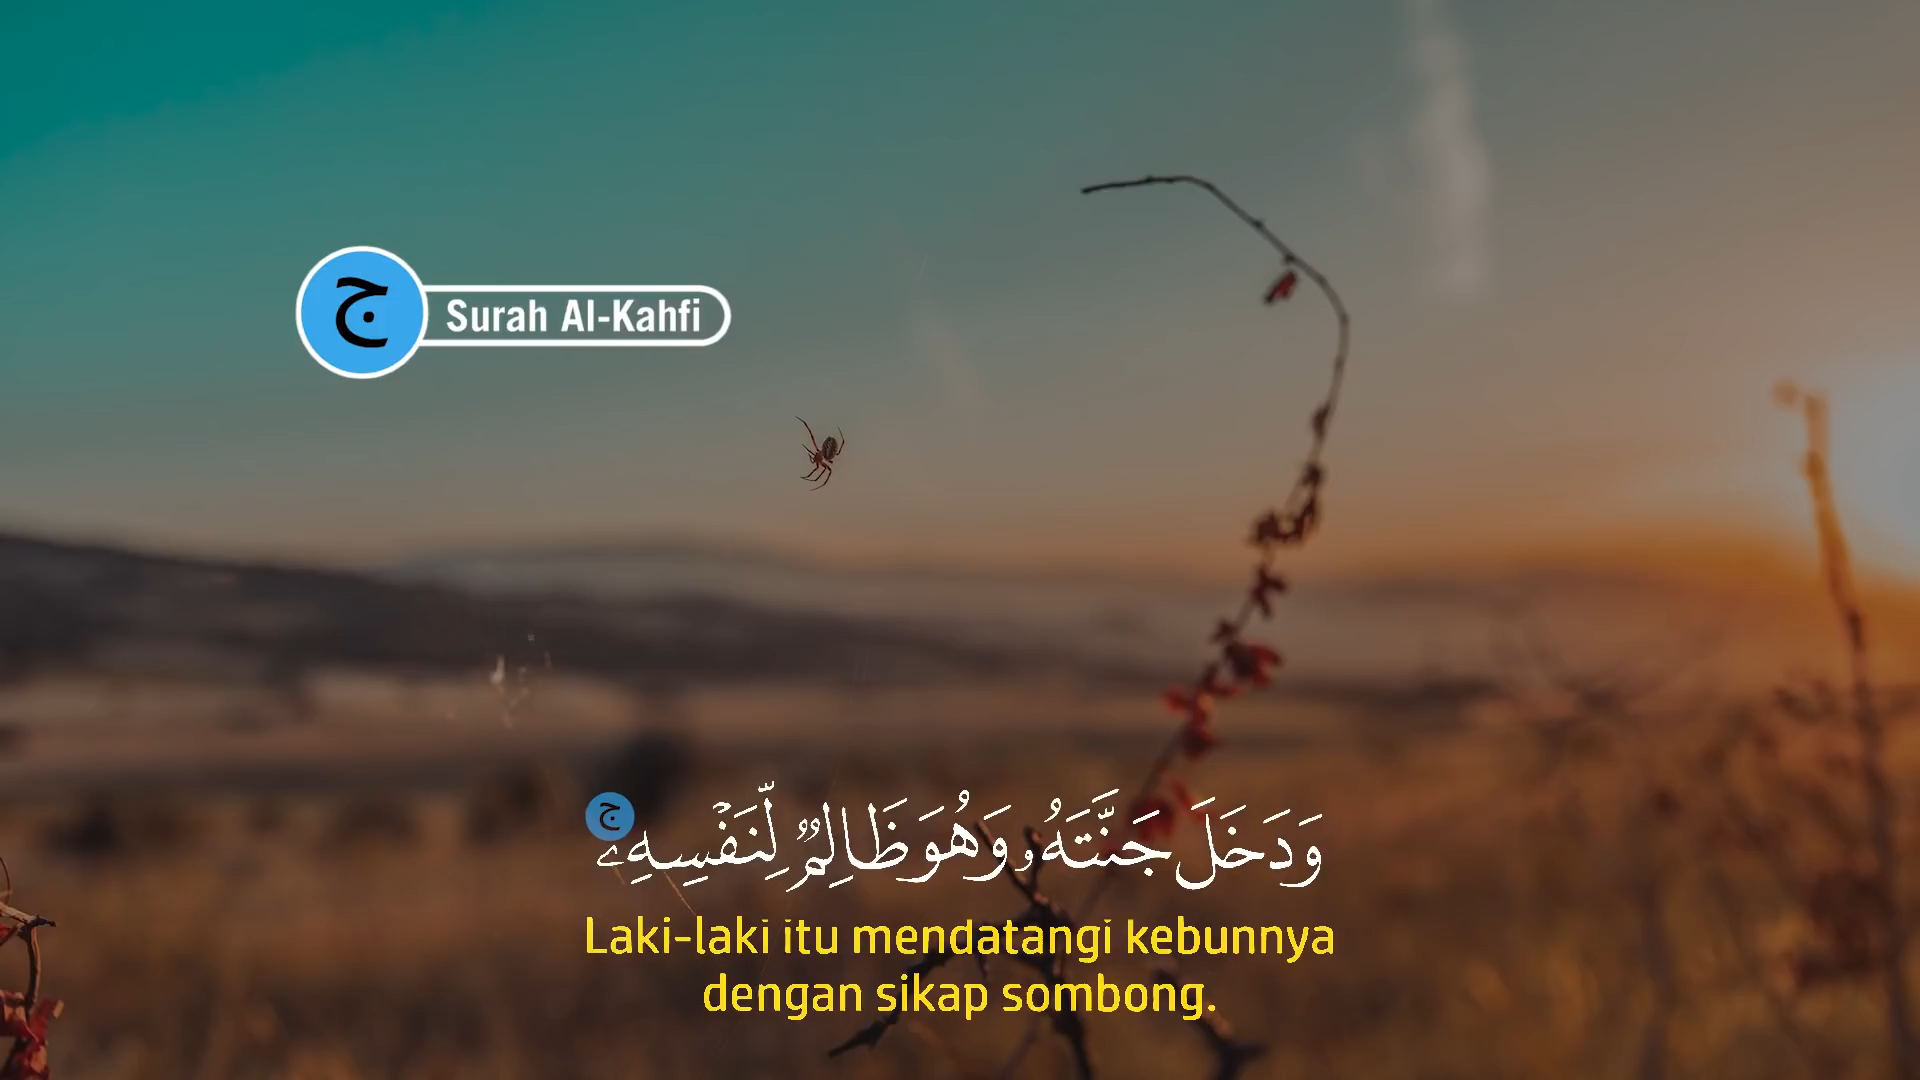 ج
Surah Al-Kahfi
وَدَخَلَ جَنَّتَهُۥ وَهُوَ ظَالِمٌ لِّنَفْسِهِۦ ۚ
Laki-laki itu mendatangi kebunnya
dengan sikap sombong.